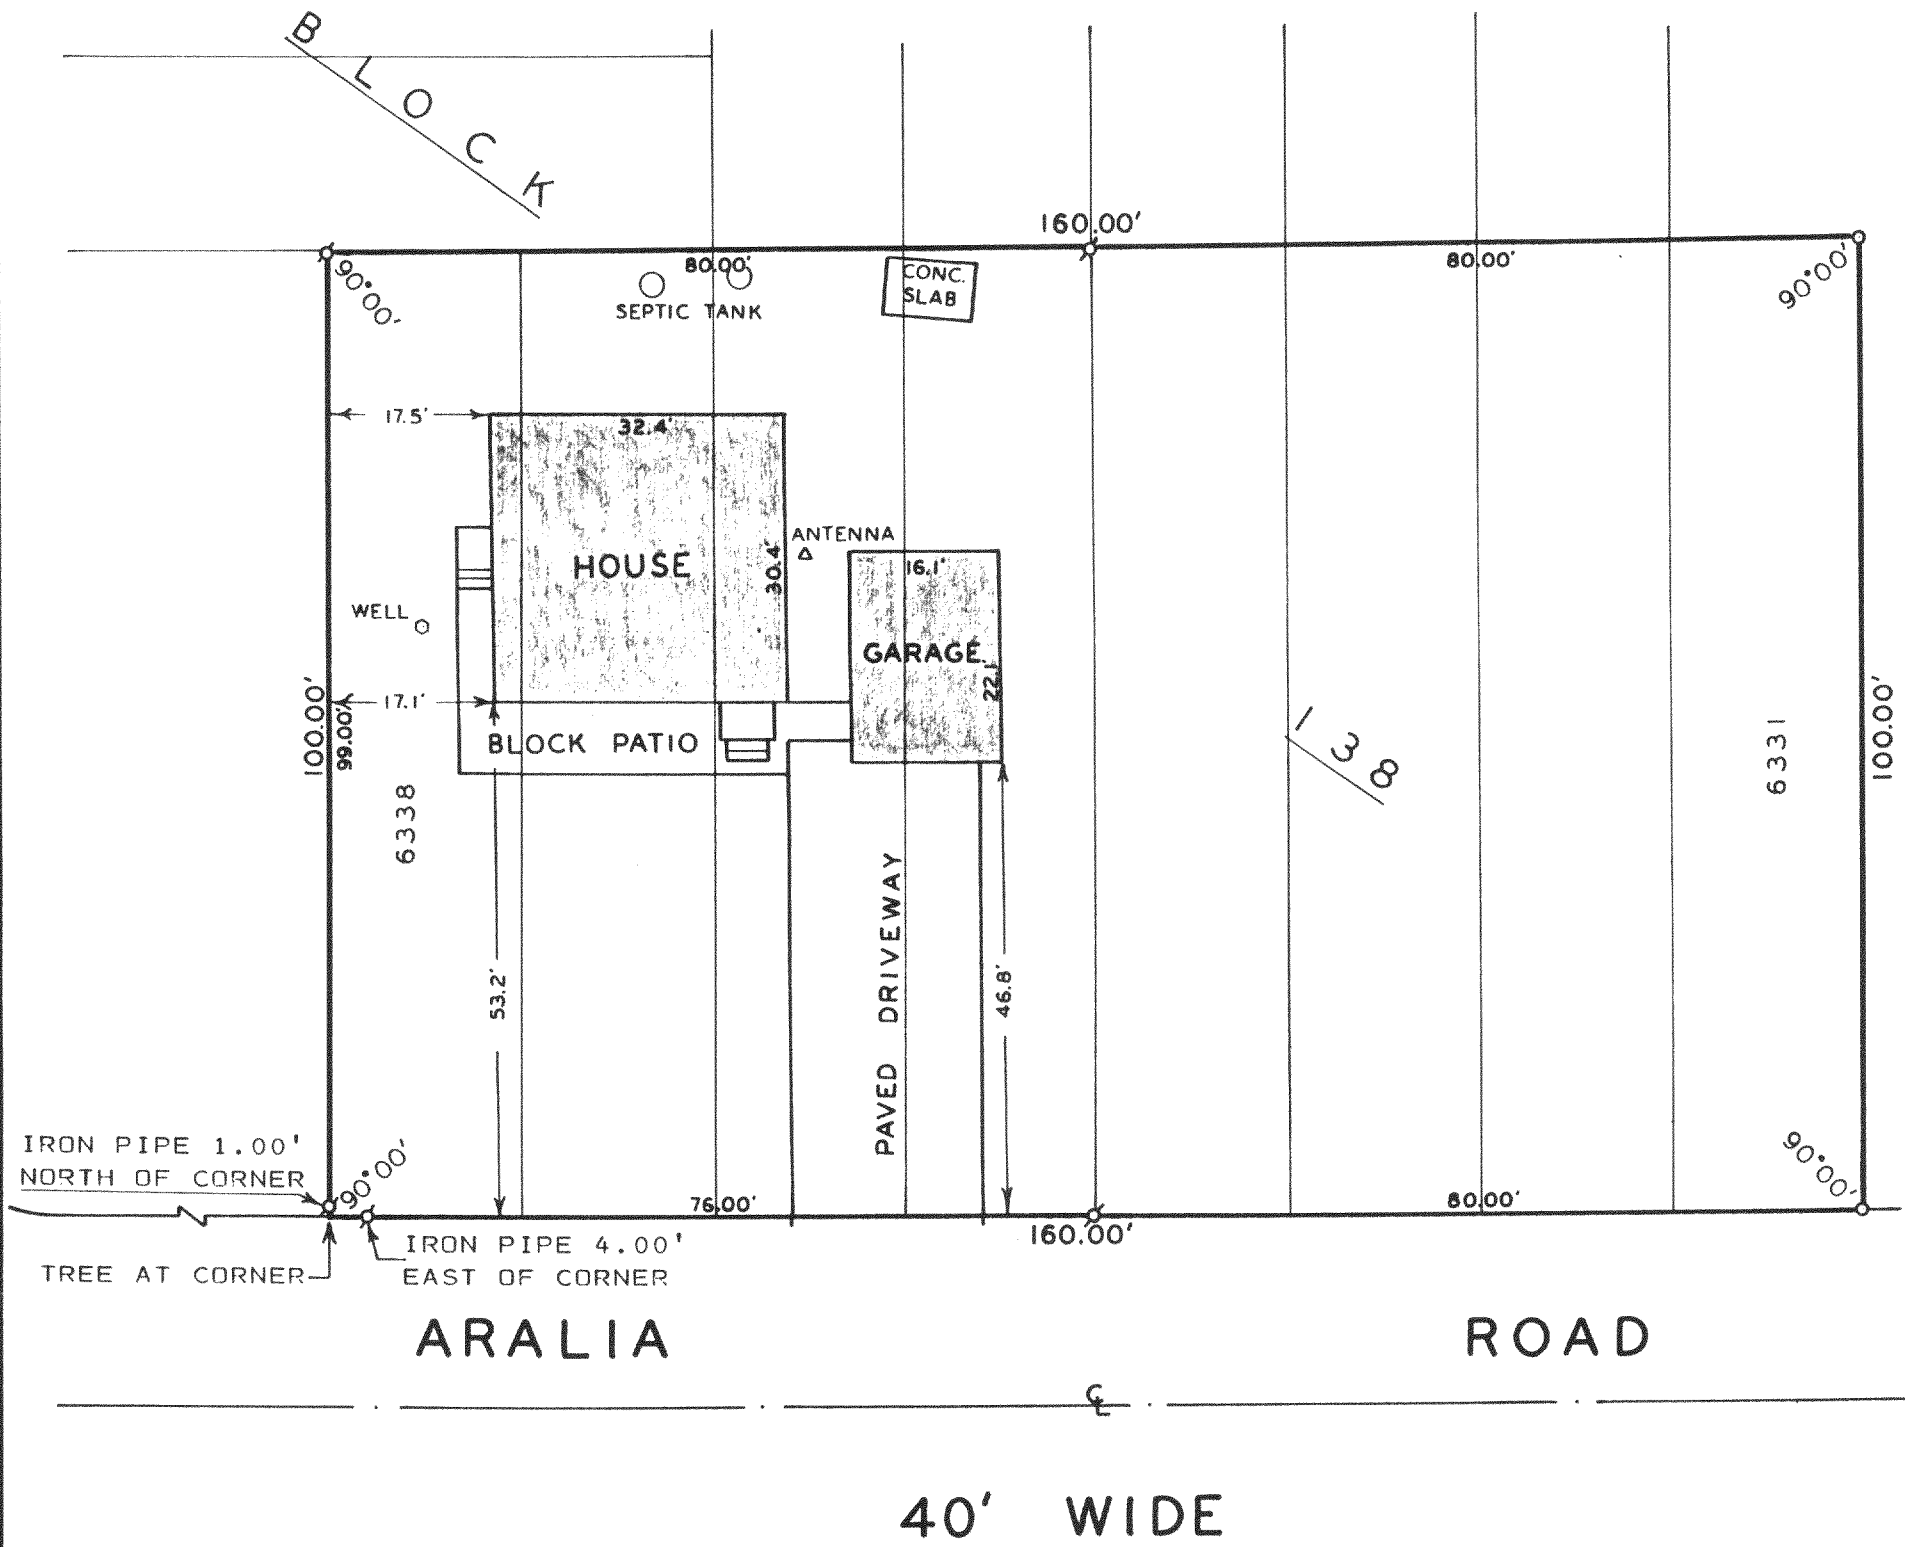 BLOCK
160.00'
90°00'
80.00'
SEPTIC TANK
CONC.
SLAB
80.00'
90°00'
17.5'
32.4'
ANTENNA
HOUSE
30.4'
16.1'
WELL
GARAGE
22.1'
17.1'
100.00'
99.00'
BLOCK PATIO
138
6331
100.00'
6338
53.2'
PAVED DRIVEWAY
46.8'
IRON PIPE 1.00'
NORTH OF CORNER
90°00'
76.00'
80.00'
90°00'
160.00'
IRON PIPE 4.00'
EAST OF CORNER
TREE AT CORNER
ARALIA ROAD
℄
40' WIDE